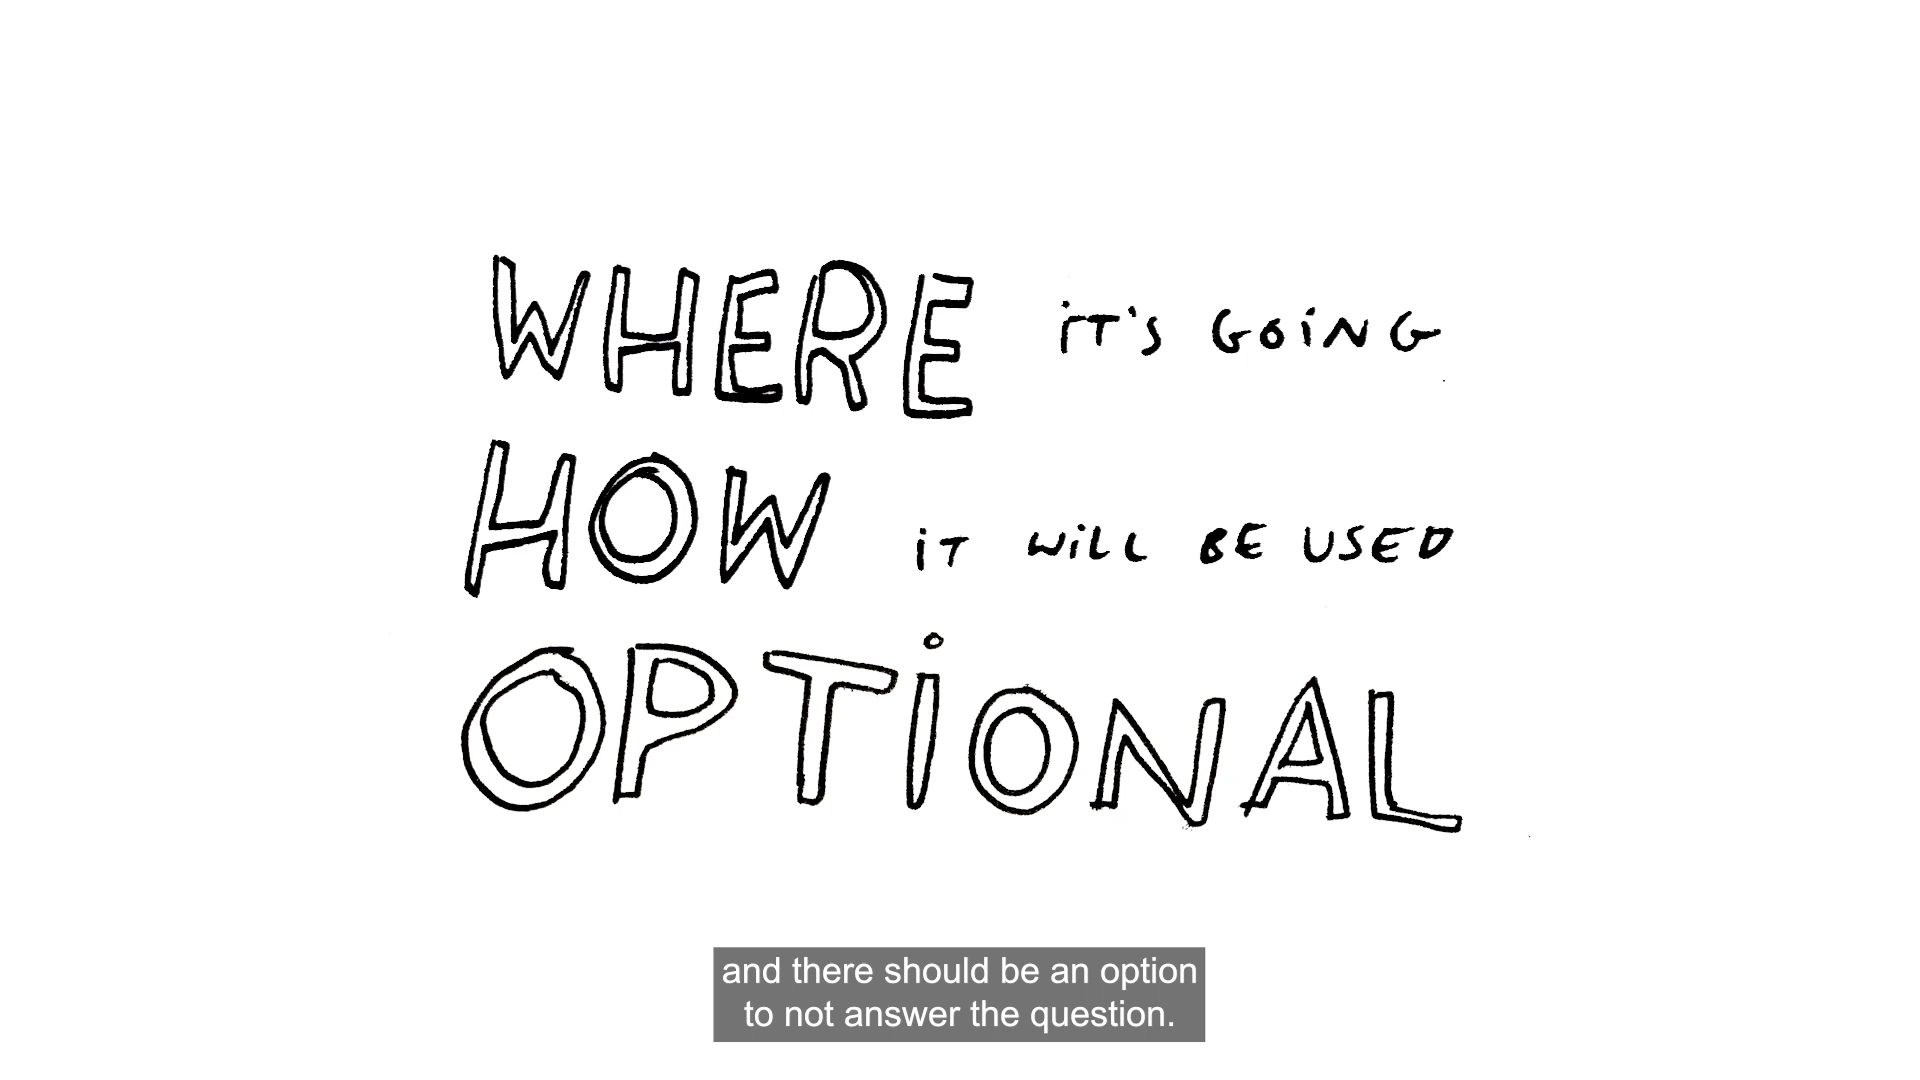 WHERE iT'S GOiNG
HOW iT WiLL BE USED
OPTiONAL
and there should be an option
to not answer the question.